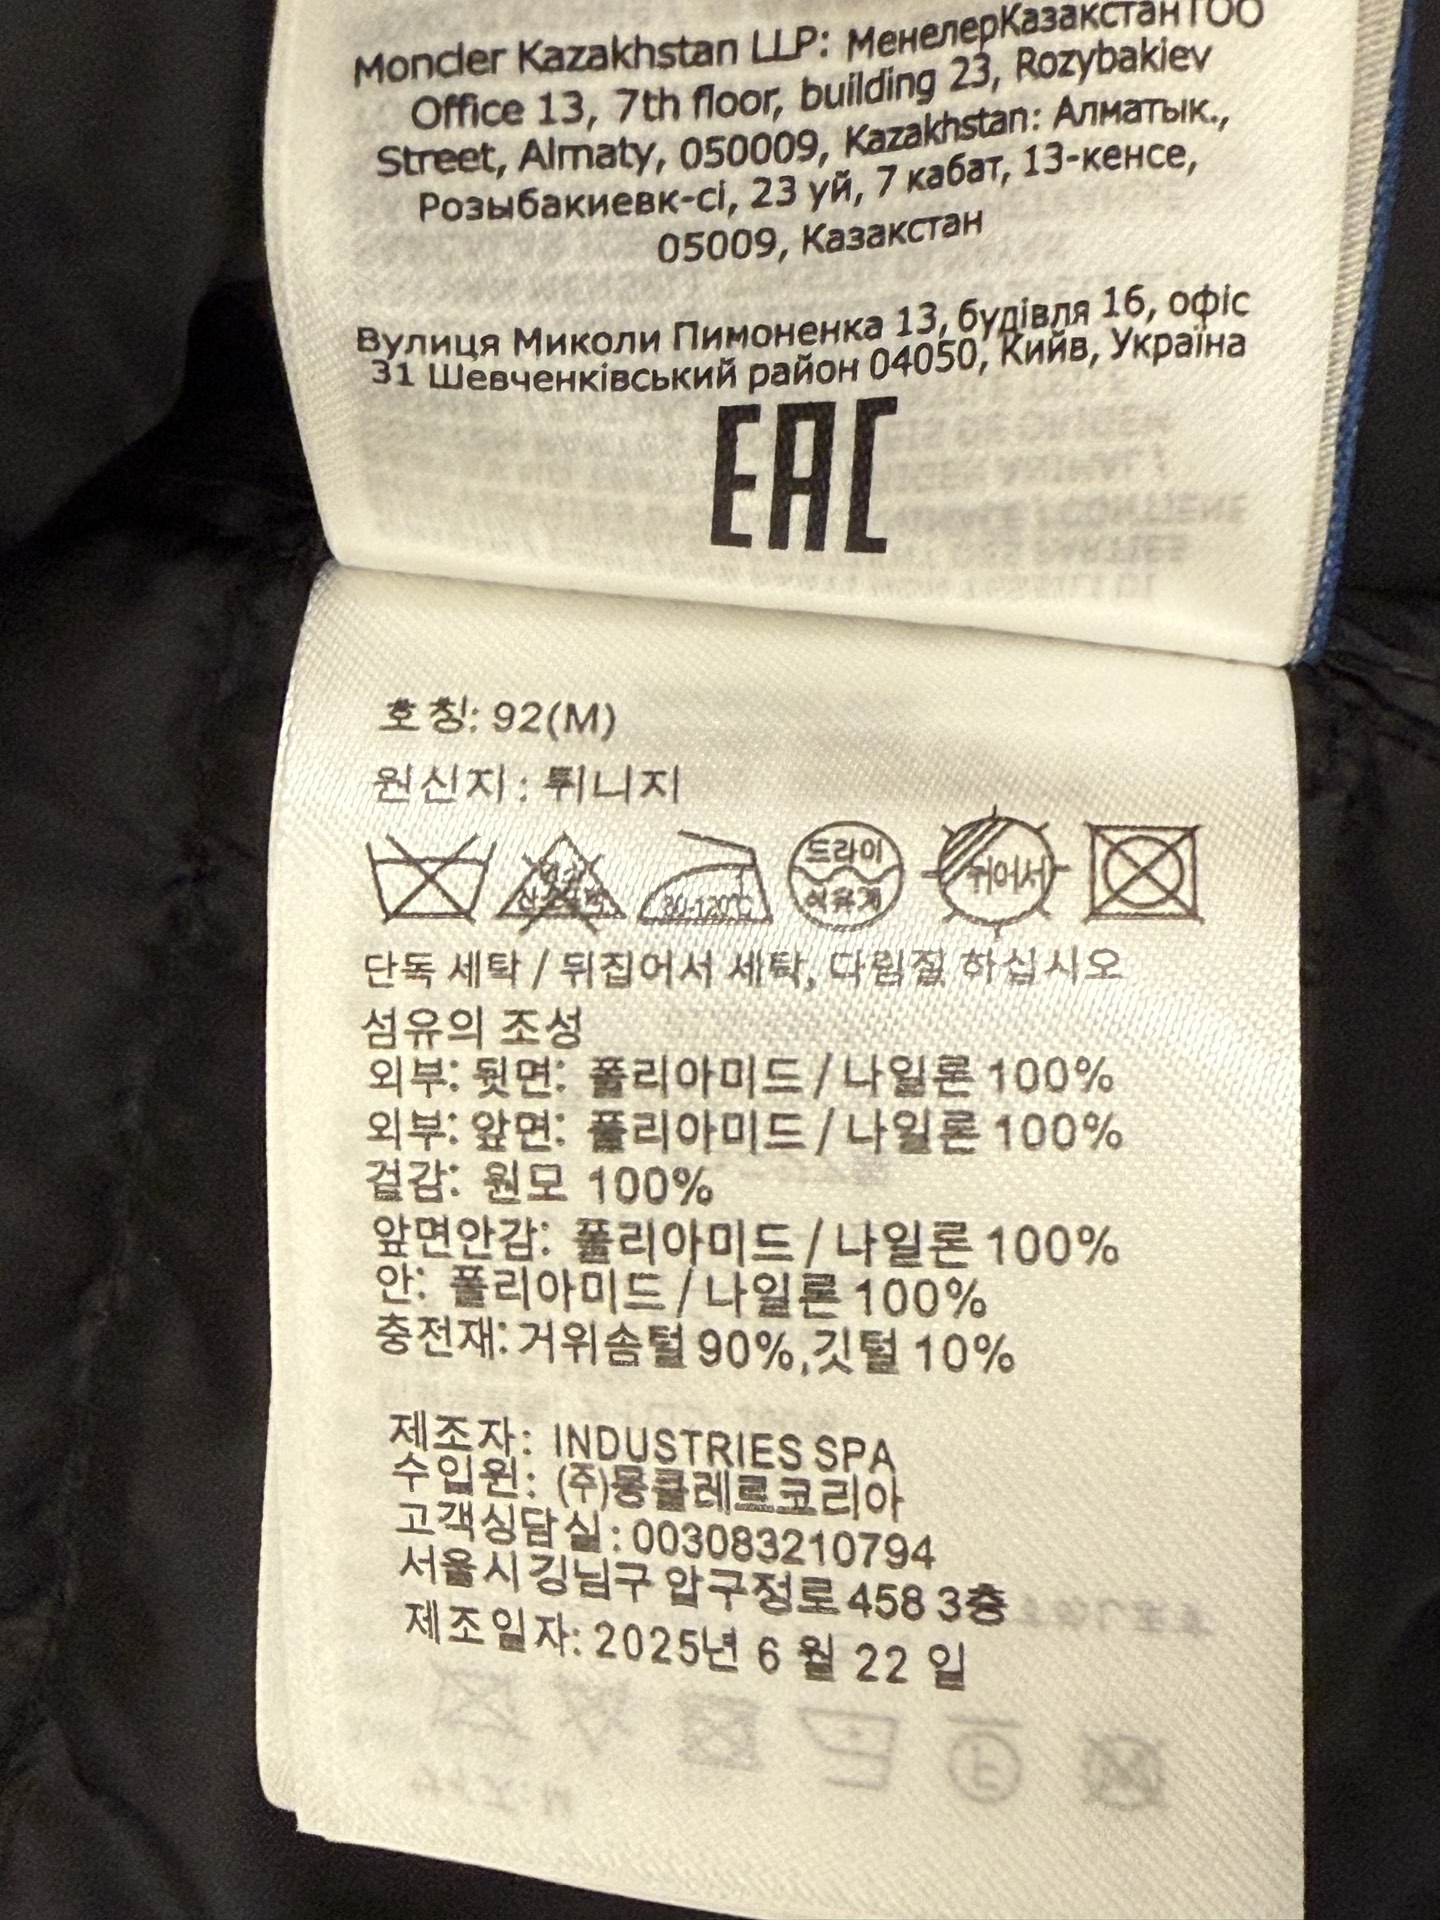 Moncler Kazakhstan LLP: МенелерКазакстанТОО
Office 13, 7th floor, building 23, Rozybakiev
Street, Almaty, 050009, Kazakhstan: Алматык.,
Розыбакиевк-сі, 23 уй, 7 кабат, 13-кенсе,
05009, Казакстан
Вулиця Миколи Пимоненка 13, будівля 16, офіс
31 Шевченківський район 04050, Київ, Україна
EAC
호칭: 92(M)
원신지: 튀니지
80-120℃ 드라이 뉘어서
석유계
단독 세탁 / 뒤집어서 세탁, 다림질 하십시오
섬유의 조성
외부: 뒷면: 폴리아미드 / 나일론 100%
외부: 앞면: 폴리아미드 / 나일론 100%
겉감: 원모 100%
앞면안감: 폴리아미드 / 나일론 100%
안: 폴리아미드 / 나일론 100%
충전재: 거위솜털 90%,깃털 10%
제조자: INDUSTRIES SPA
수입원: (주)몽클레르코리아
고객상담실: 003083210794
서울시 강남구 압구정로 458 3층
제조일자: 2025년 6 월 22 일